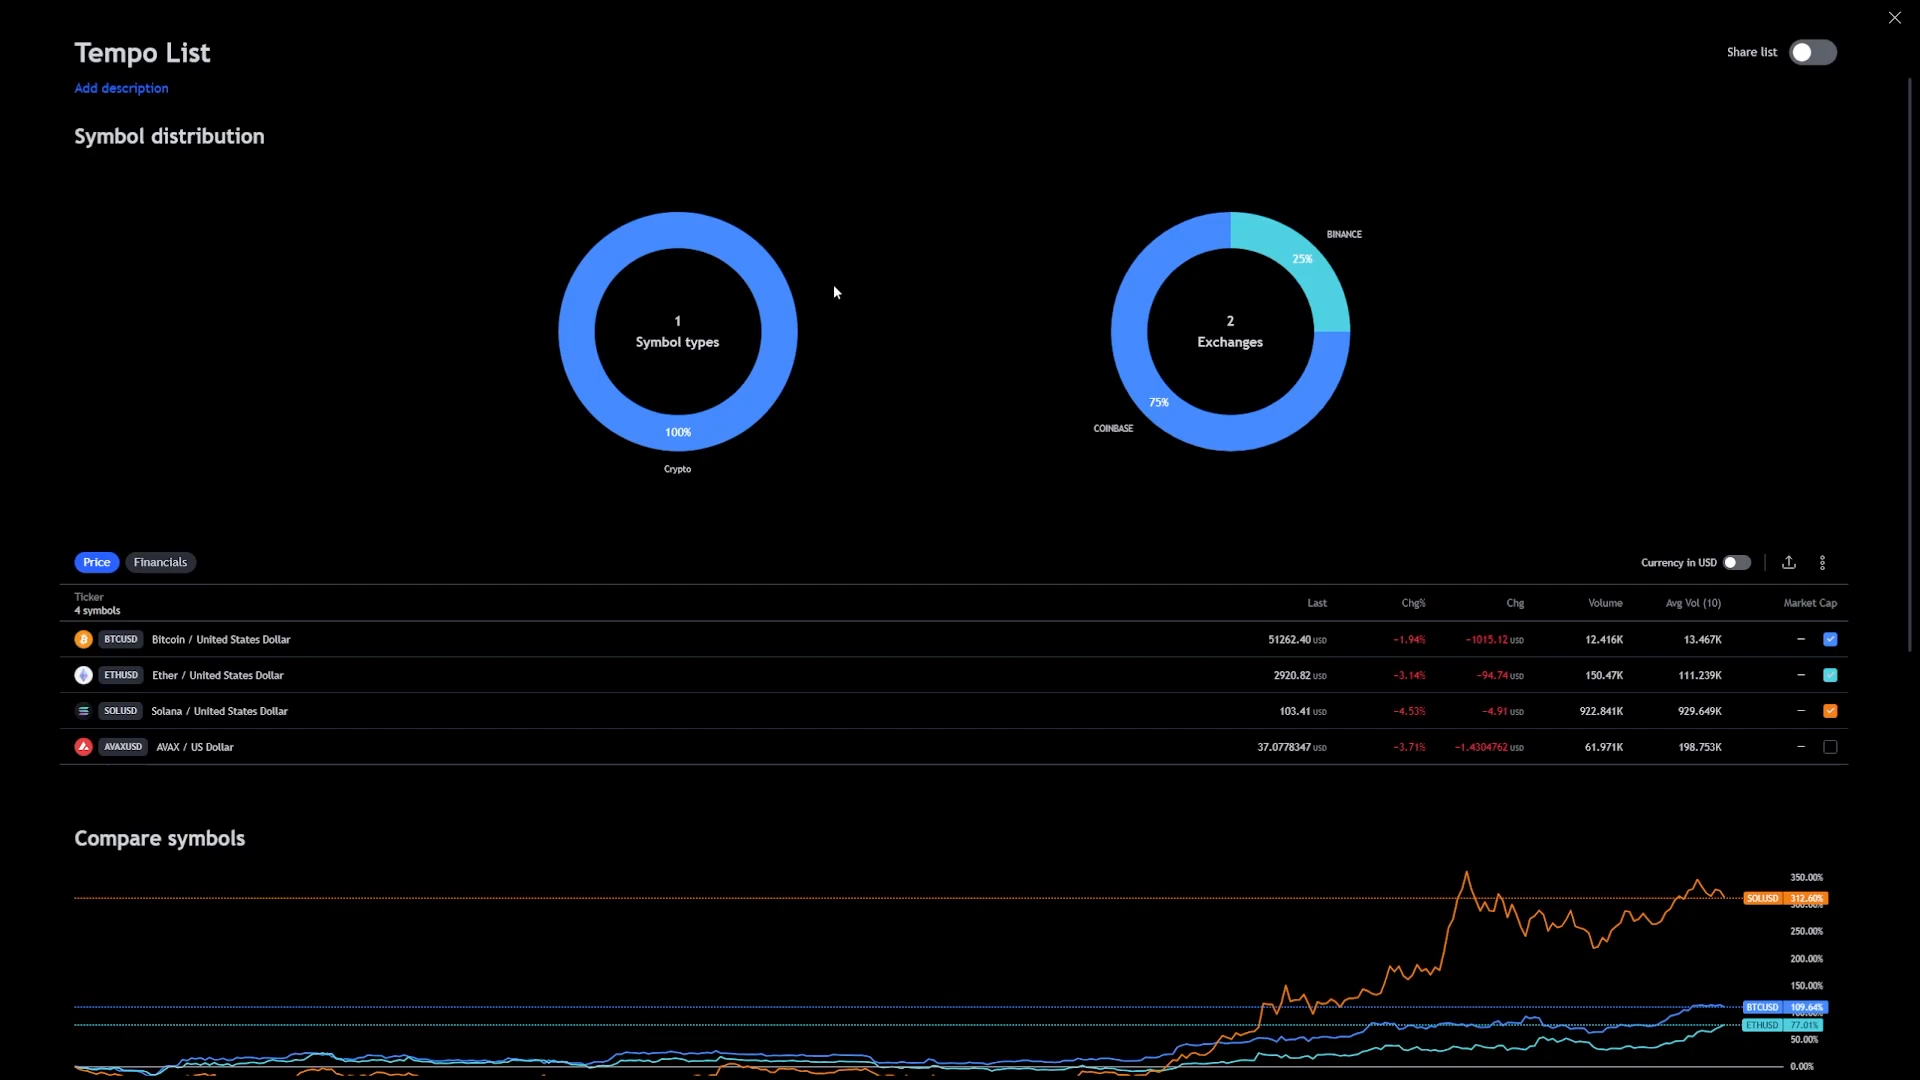 Tempo List
Share list
Add description
Symbol distribution
BINANCE
25%
1
Symbol types
2
Exchanges
75%
COINBASE
100%
Crypto
Price
Financials
Currency in USD
Ticker
4 symbols
Last Chg% Chg Volume Avg Vol (10) Market Cap
BTCUSD Bitcoin / United States Dollar 51262.40 USD −1.94% −1015.12 USD 12.416K 13.467K —
ETHUSD Ether / United States Dollar 2920.82 USD −3.14% −94.74 USD 150.47K 111.239K —
SOLUSD Solana / United States Dollar 103.41 USD −4.53% −4.91 USD 922.841K 929.649K —
AVAXUSD AVAX / US Dollar 37.0778347 USD −3.71% −1.4304762 USD 61.971K 198.753K —
Compare symbols
350.00%
SOLUSD 312.60%
250.00%
200.00%
150.00%
BTCUSD 109.64%
ETHUSD 77.01%
50.00%
0.00%